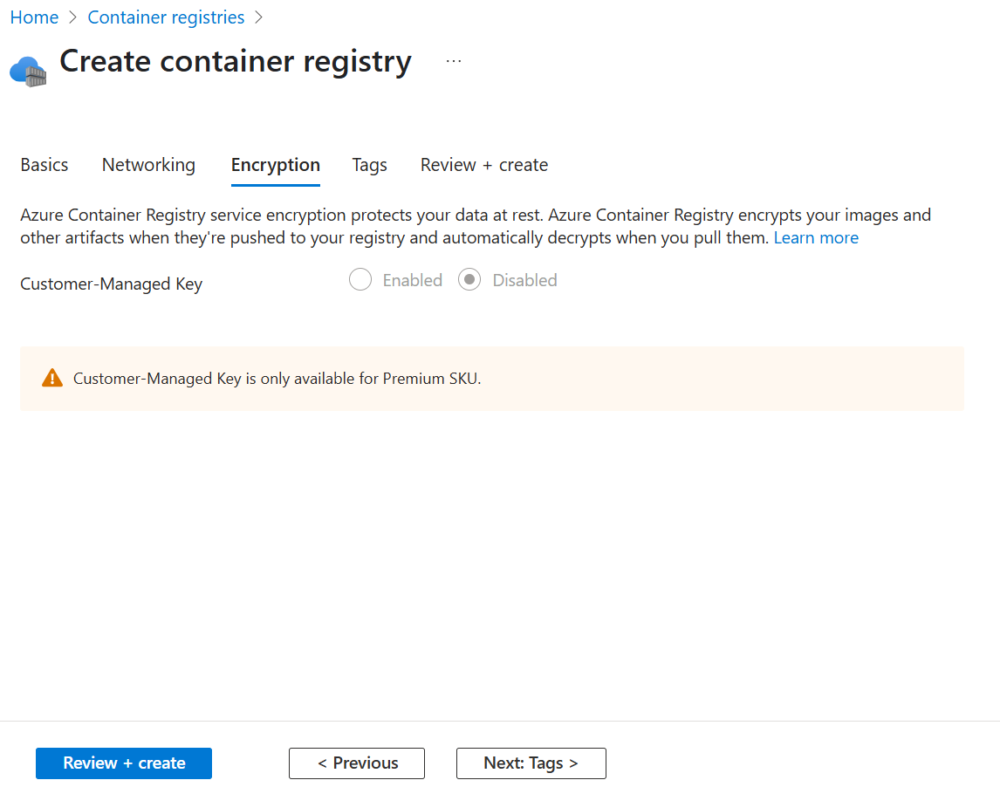 Home > Container registries >
Create container registry ...
Basics Networking Encryption Tags Review + create
Azure Container Registry service encryption protects your data at rest. Azure Container Registry encrypts your images and
other artifacts when they're pushed to your registry and automatically decrypts when you pull them. Learn more
Customer-Managed Key Enabled Disabled
Customer-Managed Key is only available for Premium SKU.
Review + create < Previous Next: Tags >